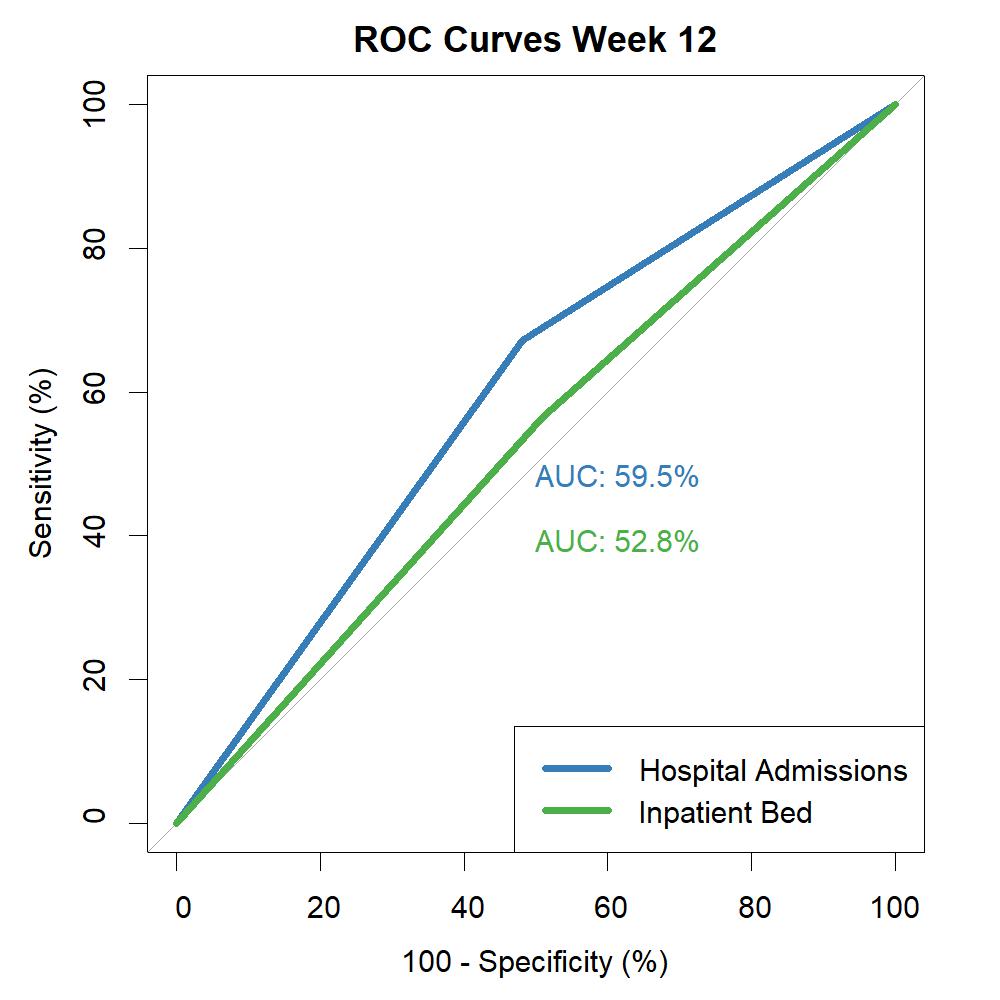 ROC Curves Week 12
100
80
60
40
20
0
Sensitivity (%)
AUC: 59.5%
AUC: 52.8%
Hospital Admissions
Inpatient Bed
0 20 40 60 80 100
100 - Specificity (%)